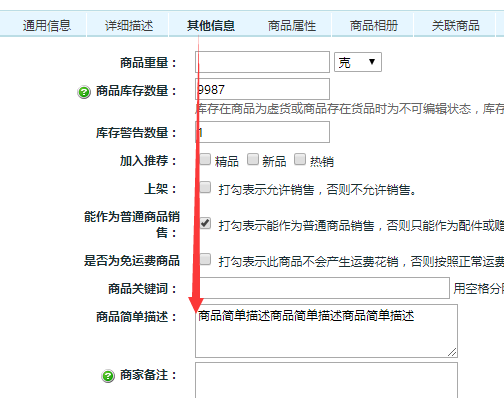 通用信息 详细描述 其他信息 商品属性 商品相册 关联商品
商品重量： 克
商品库存数量： 9987
库存在商品为虚货或商品存在货品时为不可编辑状态，库存
库存警告数量： 1
加入推荐： 精品 新品 热销
上架： 打勾表示允许销售，否则不允许销售。
能作为普通商品销
售： 打勾表示能作为普通商品销售，否则只能作为配件或赠
是否为免运费商品 打勾表示此商品不会产生运费花销，否则按照正常运费
商品关键词： 用空格分
商品简单描述： 商品简单描述商品简单描述商品简单描述
商家备注：